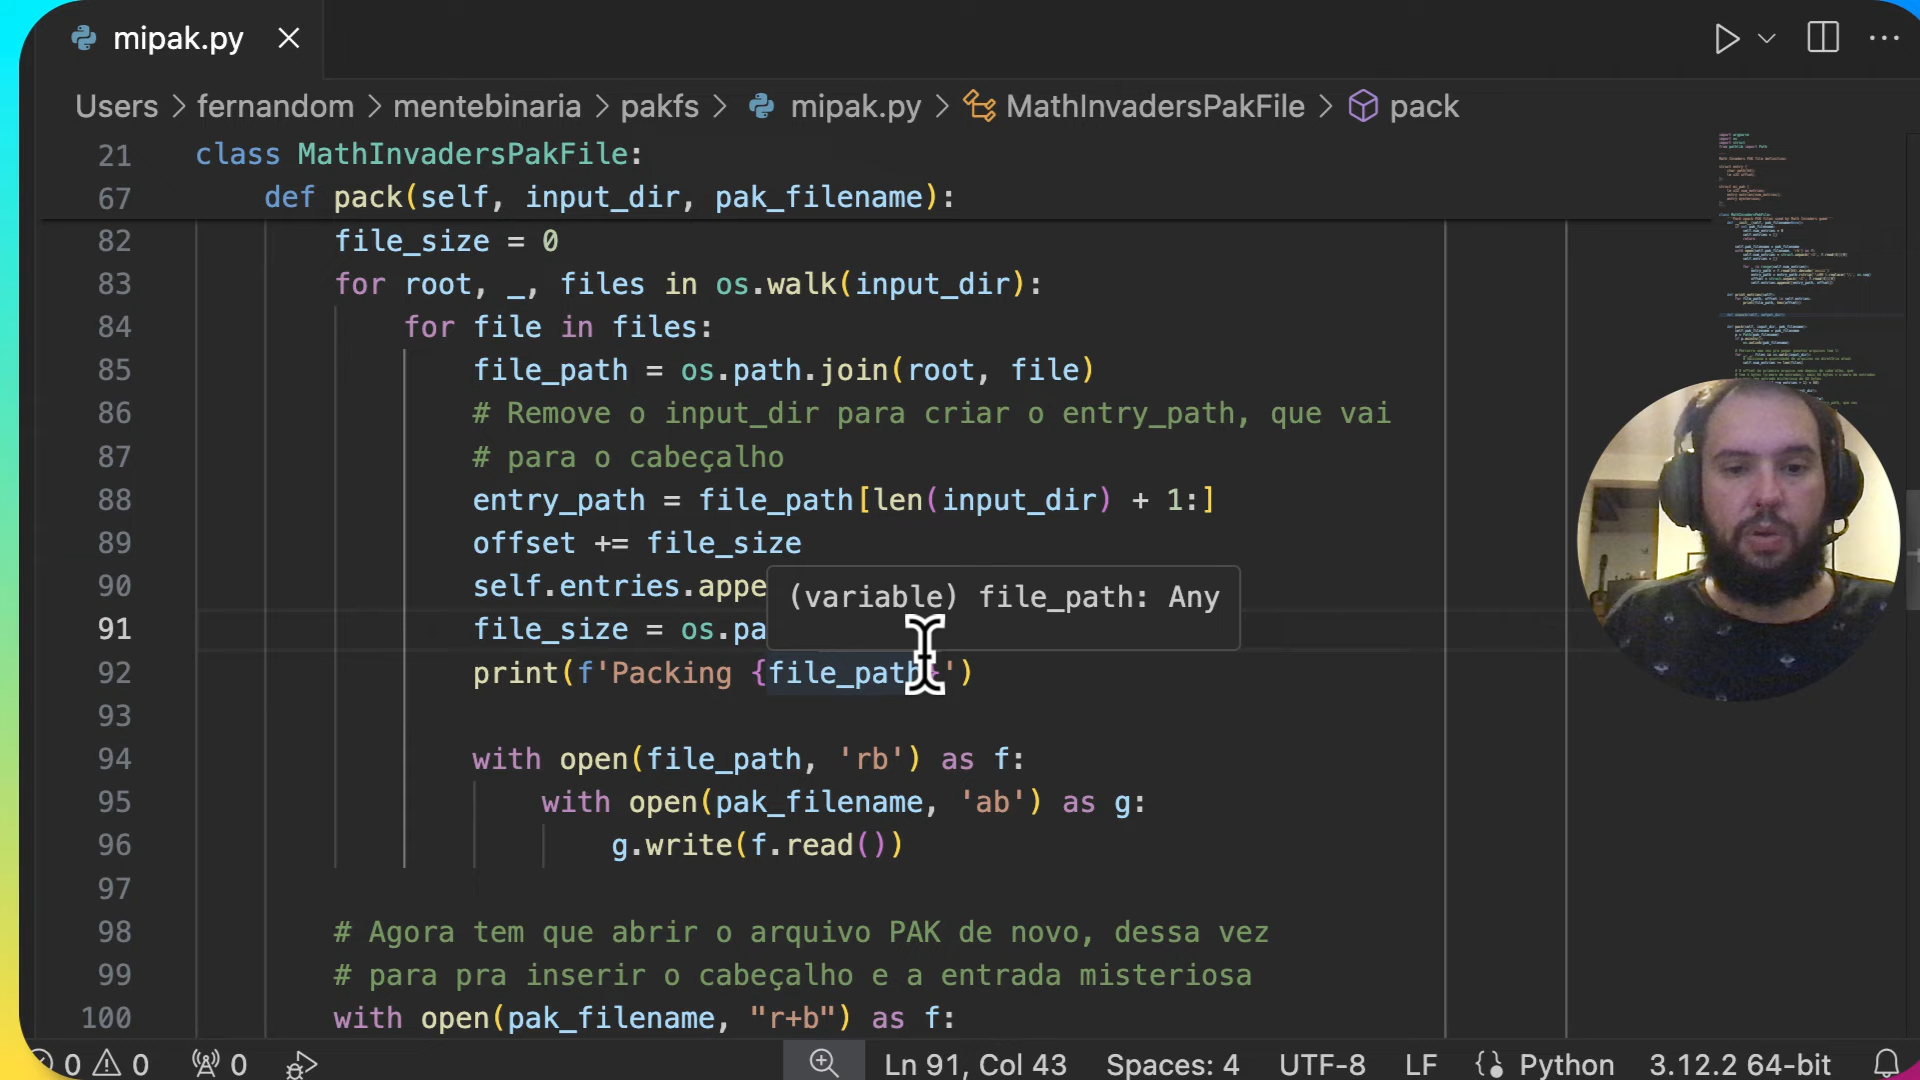 mipak.py
Users > fernandom > mentebinaria > pakfs > mipak.py > MathInvadersPakFile > pack
21 class MathInvadersPakFile:
67 def pack(self, input_dir, pak_filename):
82 file_size = 0
83 for root, _, files in os.walk(input_dir):
84 for file in files:
85 file_path = os.path.join(root, file)
86 # Remove o input_dir para criar o entry_path, que vai
87 # para o cabeçalho
88 entry_path = file_path[len(input_dir) + 1:]
89 offset += file_size
90 self.entries.appe
(variable) file_path: Any
91 file_size = os.pa
92 print(f'Packing {file_path}')
93
94 with open(file_path, 'rb') as f:
95 with open(pak_filename, 'ab') as g:
96 g.write(f.read())
97
98 # Agora tem que abrir o arquivo PAK de novo, dessa vez
99 # para pra inserir o cabeçalho e a entrada misteriosa
100 with open(pak_filename, "r+b") as f:
0 0 0 Ln 91, Col 43 Spaces: 4 UTF-8 LF Python 3.12.2 64-bit